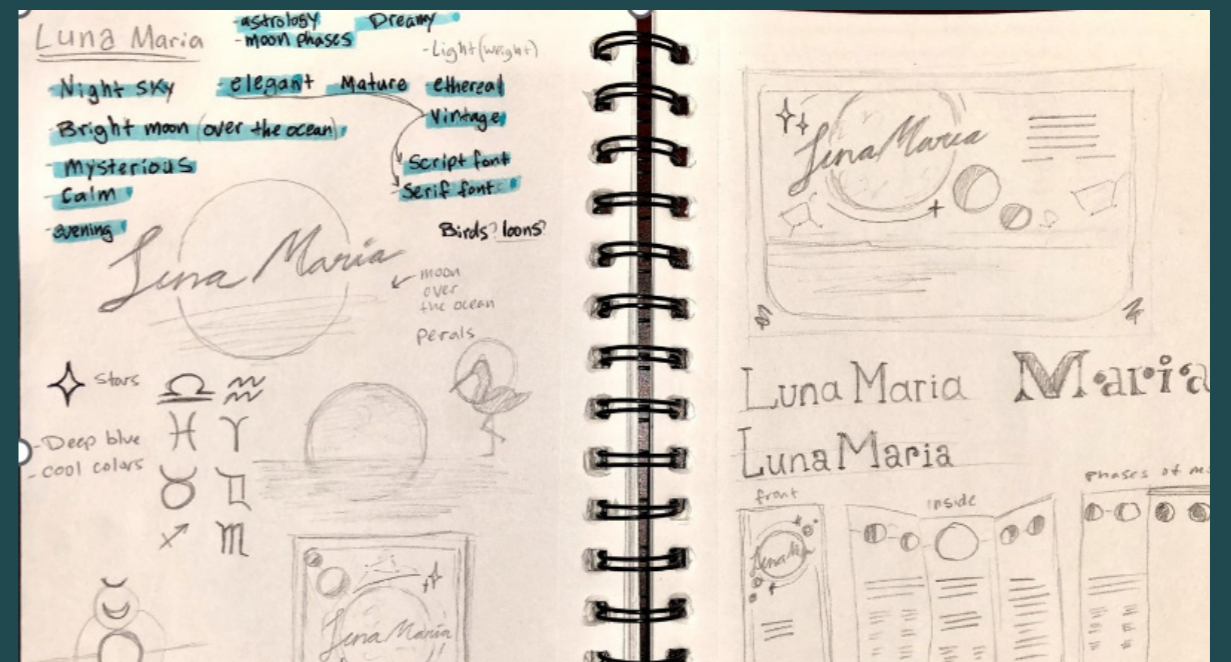 Luna Maria
-astrology
Dreamy
-moon phases
-Light (weight)
-Night sky
-elegant
Mature
ethereal
Vintage
-Bright moon (over the ocean)
-Mysterious
-Calm
-evening
Script font
Serif font
Birds? loons?
Luna Maria
moon
over
the ocean
perals
stars
-Deep blue
-cool colors
Luna Maria
Luna Maria
Luna Maria
Maria
Luna Maria
front
inside
phases of
Luna